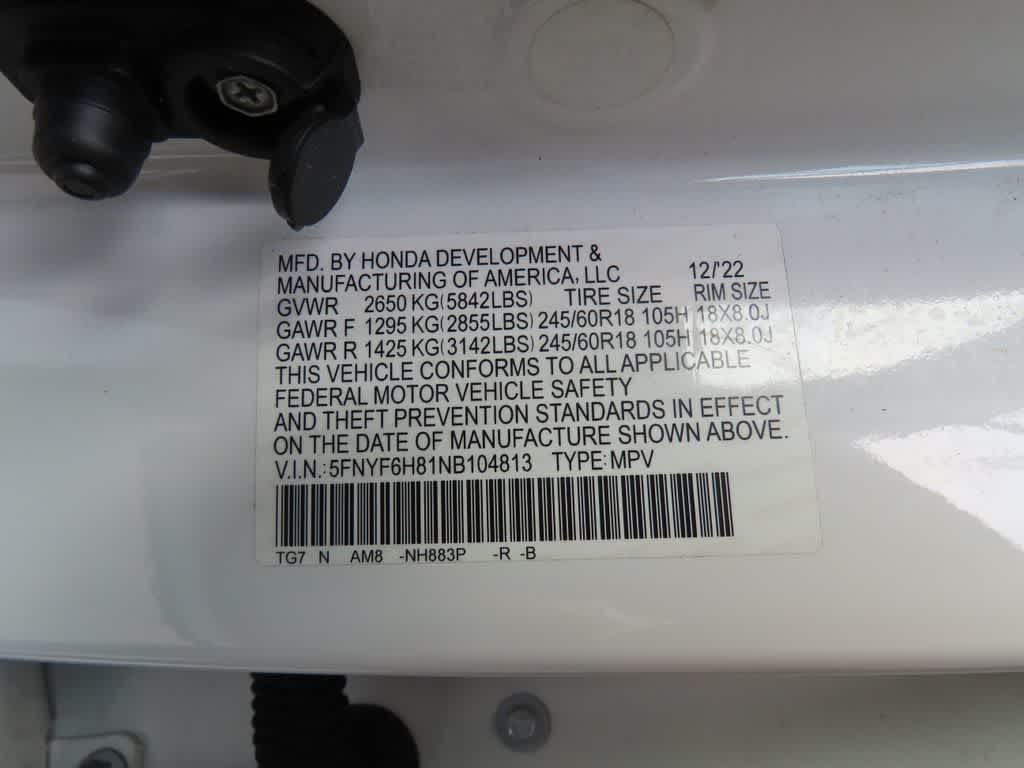 MFD. BY HONDA DEVELOPMENT &
MANUFACTURING OF AMERICA, LLC 12/'22
GVWR 2650 KG(5842LBS) TIRE SIZE RIM SIZE
GAWR F 1295 KG(2855LBS) 245/60R18 105H 18X8.0J
GAWR R 1425 KG(3142LBS) 245/60R18 105H 18X8.0J
THIS VEHICLE CONFORMS TO ALL APPLICABLE
FEDERAL MOTOR VEHICLE SAFETY
AND THEFT PREVENTION STANDARDS IN EFFECT
ON THE DATE OF MANUFACTURE SHOWN ABOVE.
V.I.N.:5FNYF6H81NB104813 TYPE:MPV
TG7 N AM8 -NH883P -R -B